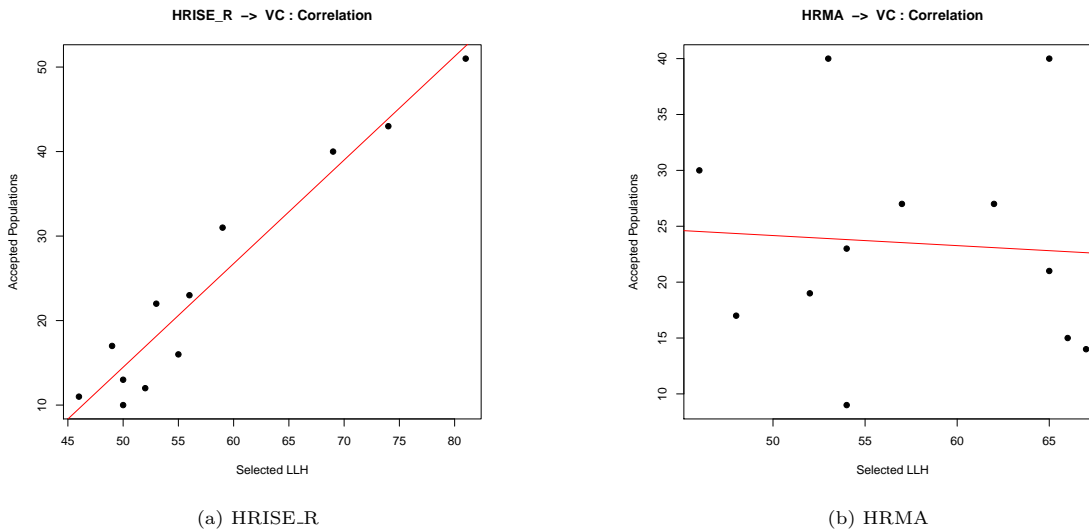 HRISE_R -> VC : Correlation
Accepted Populations
50
40
30
20
10
45 50 55 60 65 70 75 80
Selected LLH
(a) HRISE_R
HRMA -> VC : Correlation
Accepted Populations
40
35
30
25
20
15
10
50 55 60 65
Selected LLH
(b) HRMA